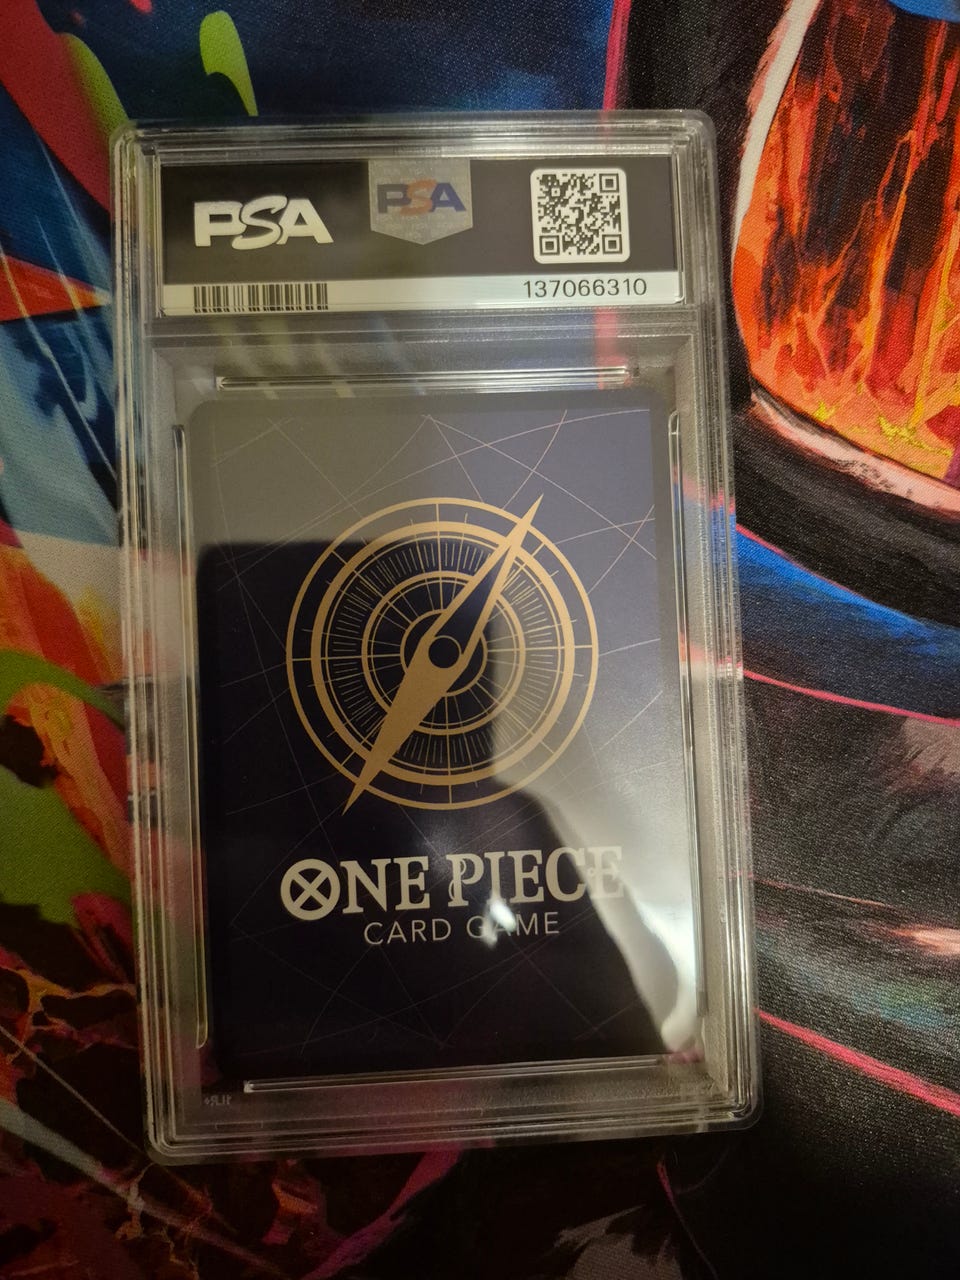 PSA
PSA
137066310
ONE PIECE
CARD GAME